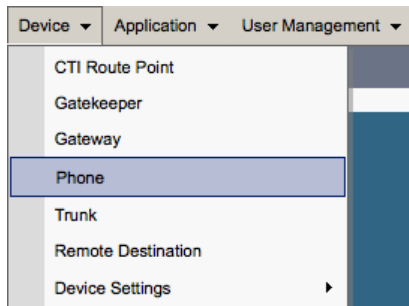 Device Application User Management
CTI Route Point
Gatekeeper
Gateway
Phone
Trunk
Remote Destination
Device Settings